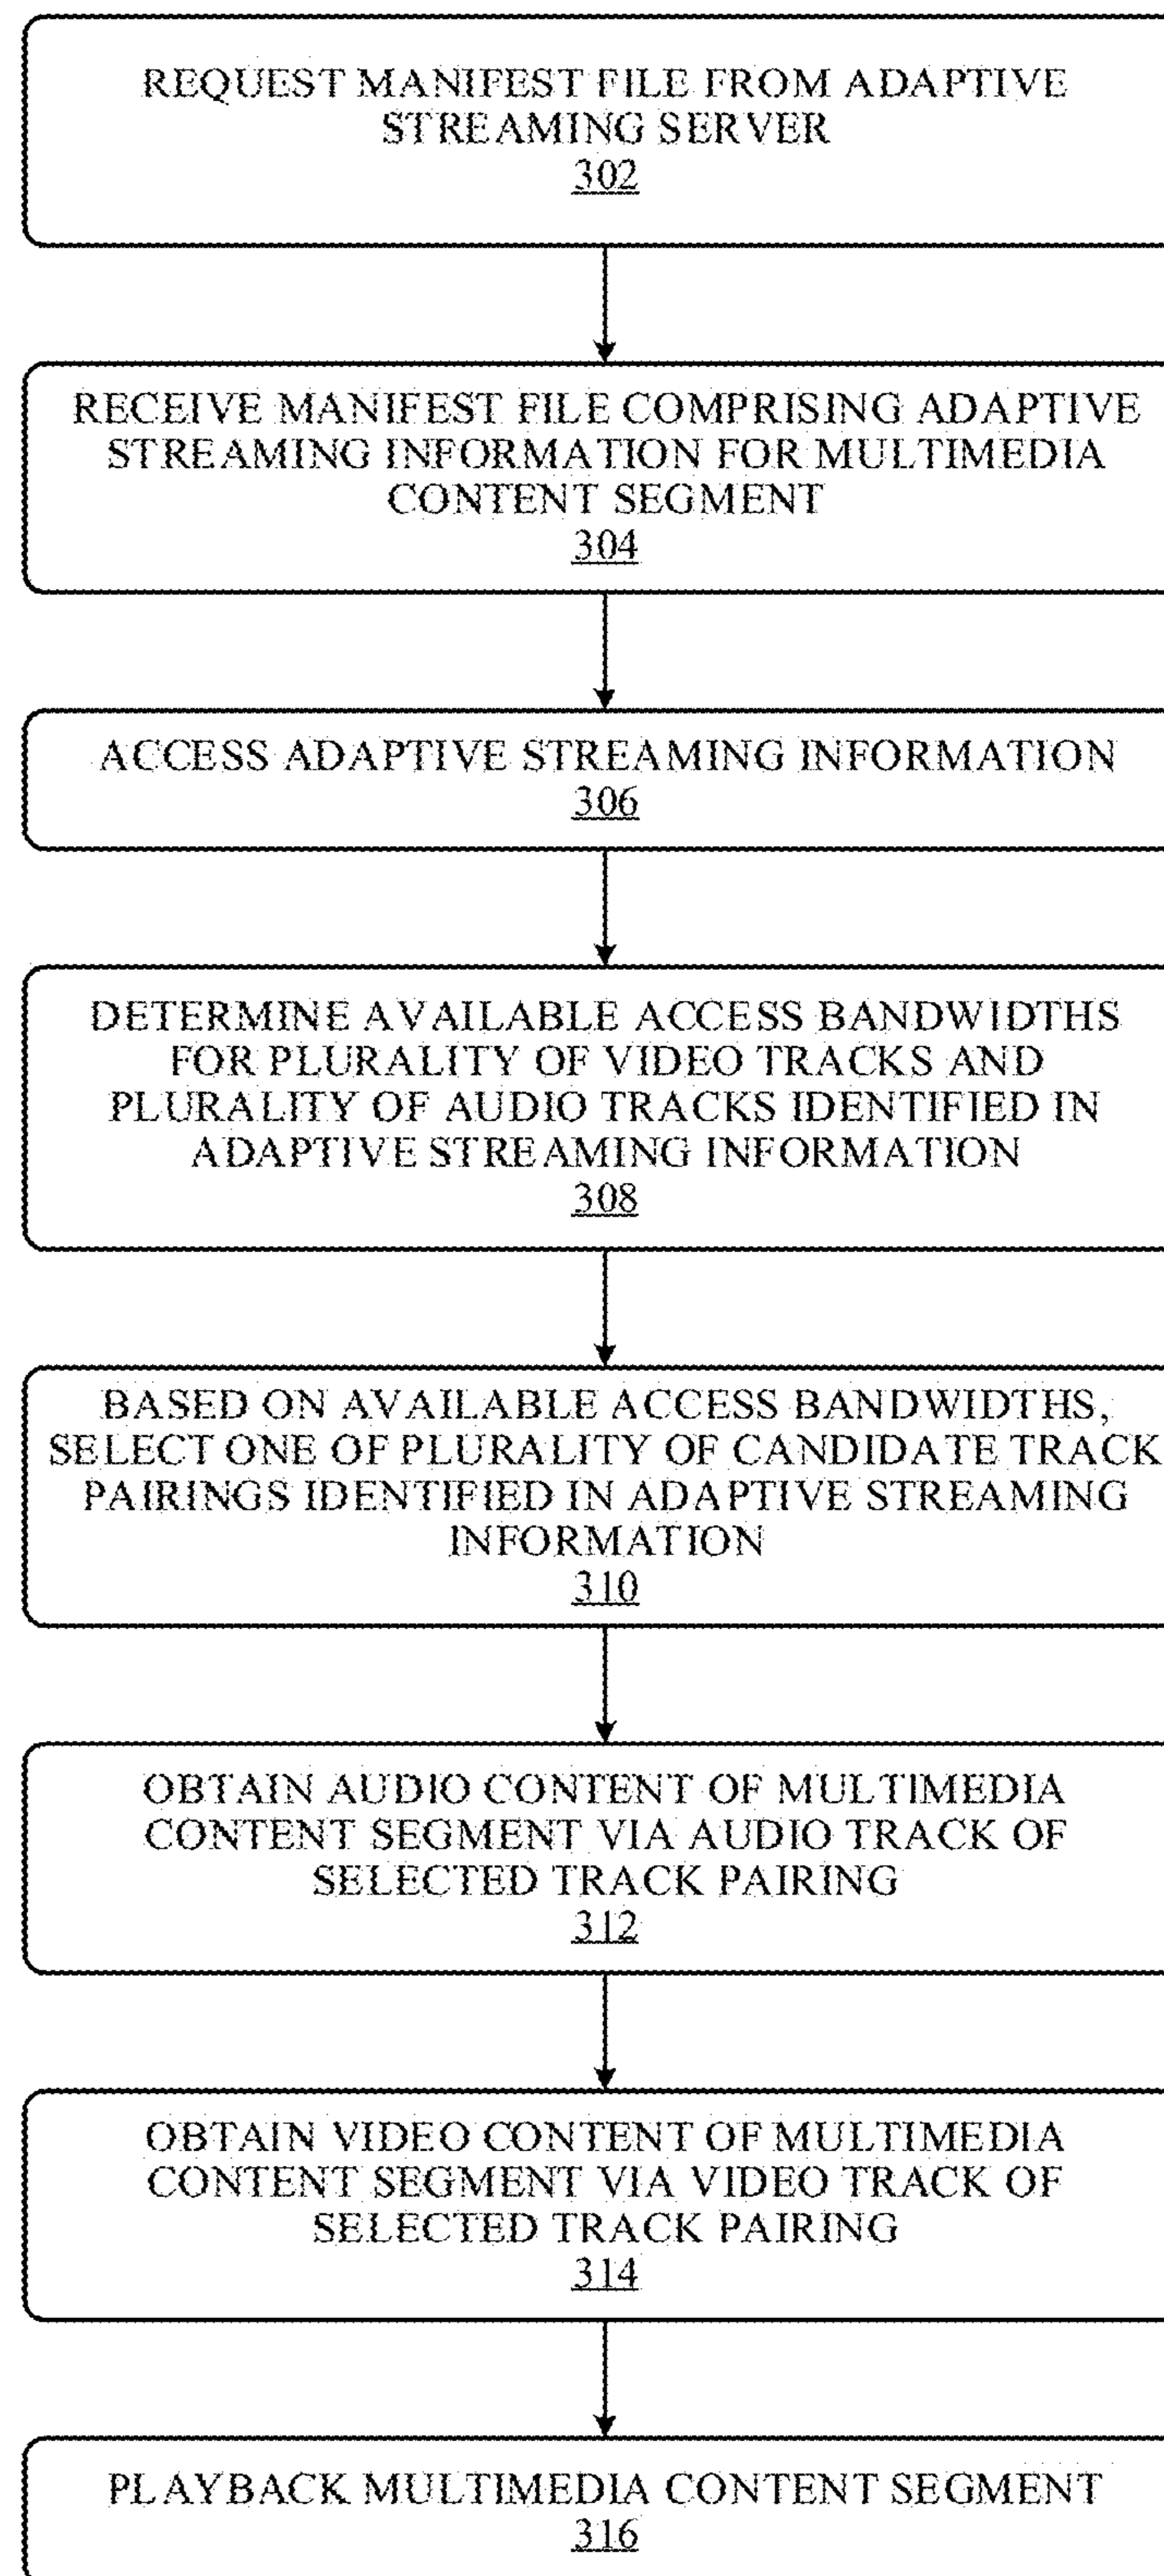 REQUEST MANIFEST FILE FROM ADAPTIVE
STREAMING SERVER
302
RECEIVE MANIFEST FILE COMPRISING ADAPTIVE
STREAMING INFORMATION FOR MULTIMEDIA
CONTENT SEGMENT
304
ACCESS ADAPTIVE STREAMING INFORMATION
306
DETERMINE AVAILABLE ACCESS BANDWIDTHS
FOR PLURALITY OF VIDEO TRACKS AND
PLURALITY OF AUDIO TRACKS IDENTIFIED IN
ADAPTIVE STREAMING INFORMATION
308
BASED ON AVAILABLE ACCESS BANDWIDTHS,
SELECT ONE OF PLURALITY OF CANDIDATE TRACK
PAIRINGS IDENTIFIED IN ADAPTIVE STREAMING
INFORMATION
310
OBTAIN AUDIO CONTENT OF MULTIMEDIA
CONTENT SEGMENT VIA AUDIO TRACK OF
SELECTED TRACK PAIRING
312
OBTAIN VIDEO CONTENT OF MULTIMEDIA
CONTENT SEGMENT VIA VIDEO TRACK OF
SELECTED TRACK PAIRING
314
PLAYBACK MULTIMEDIA CONTENT SEGMENT
316